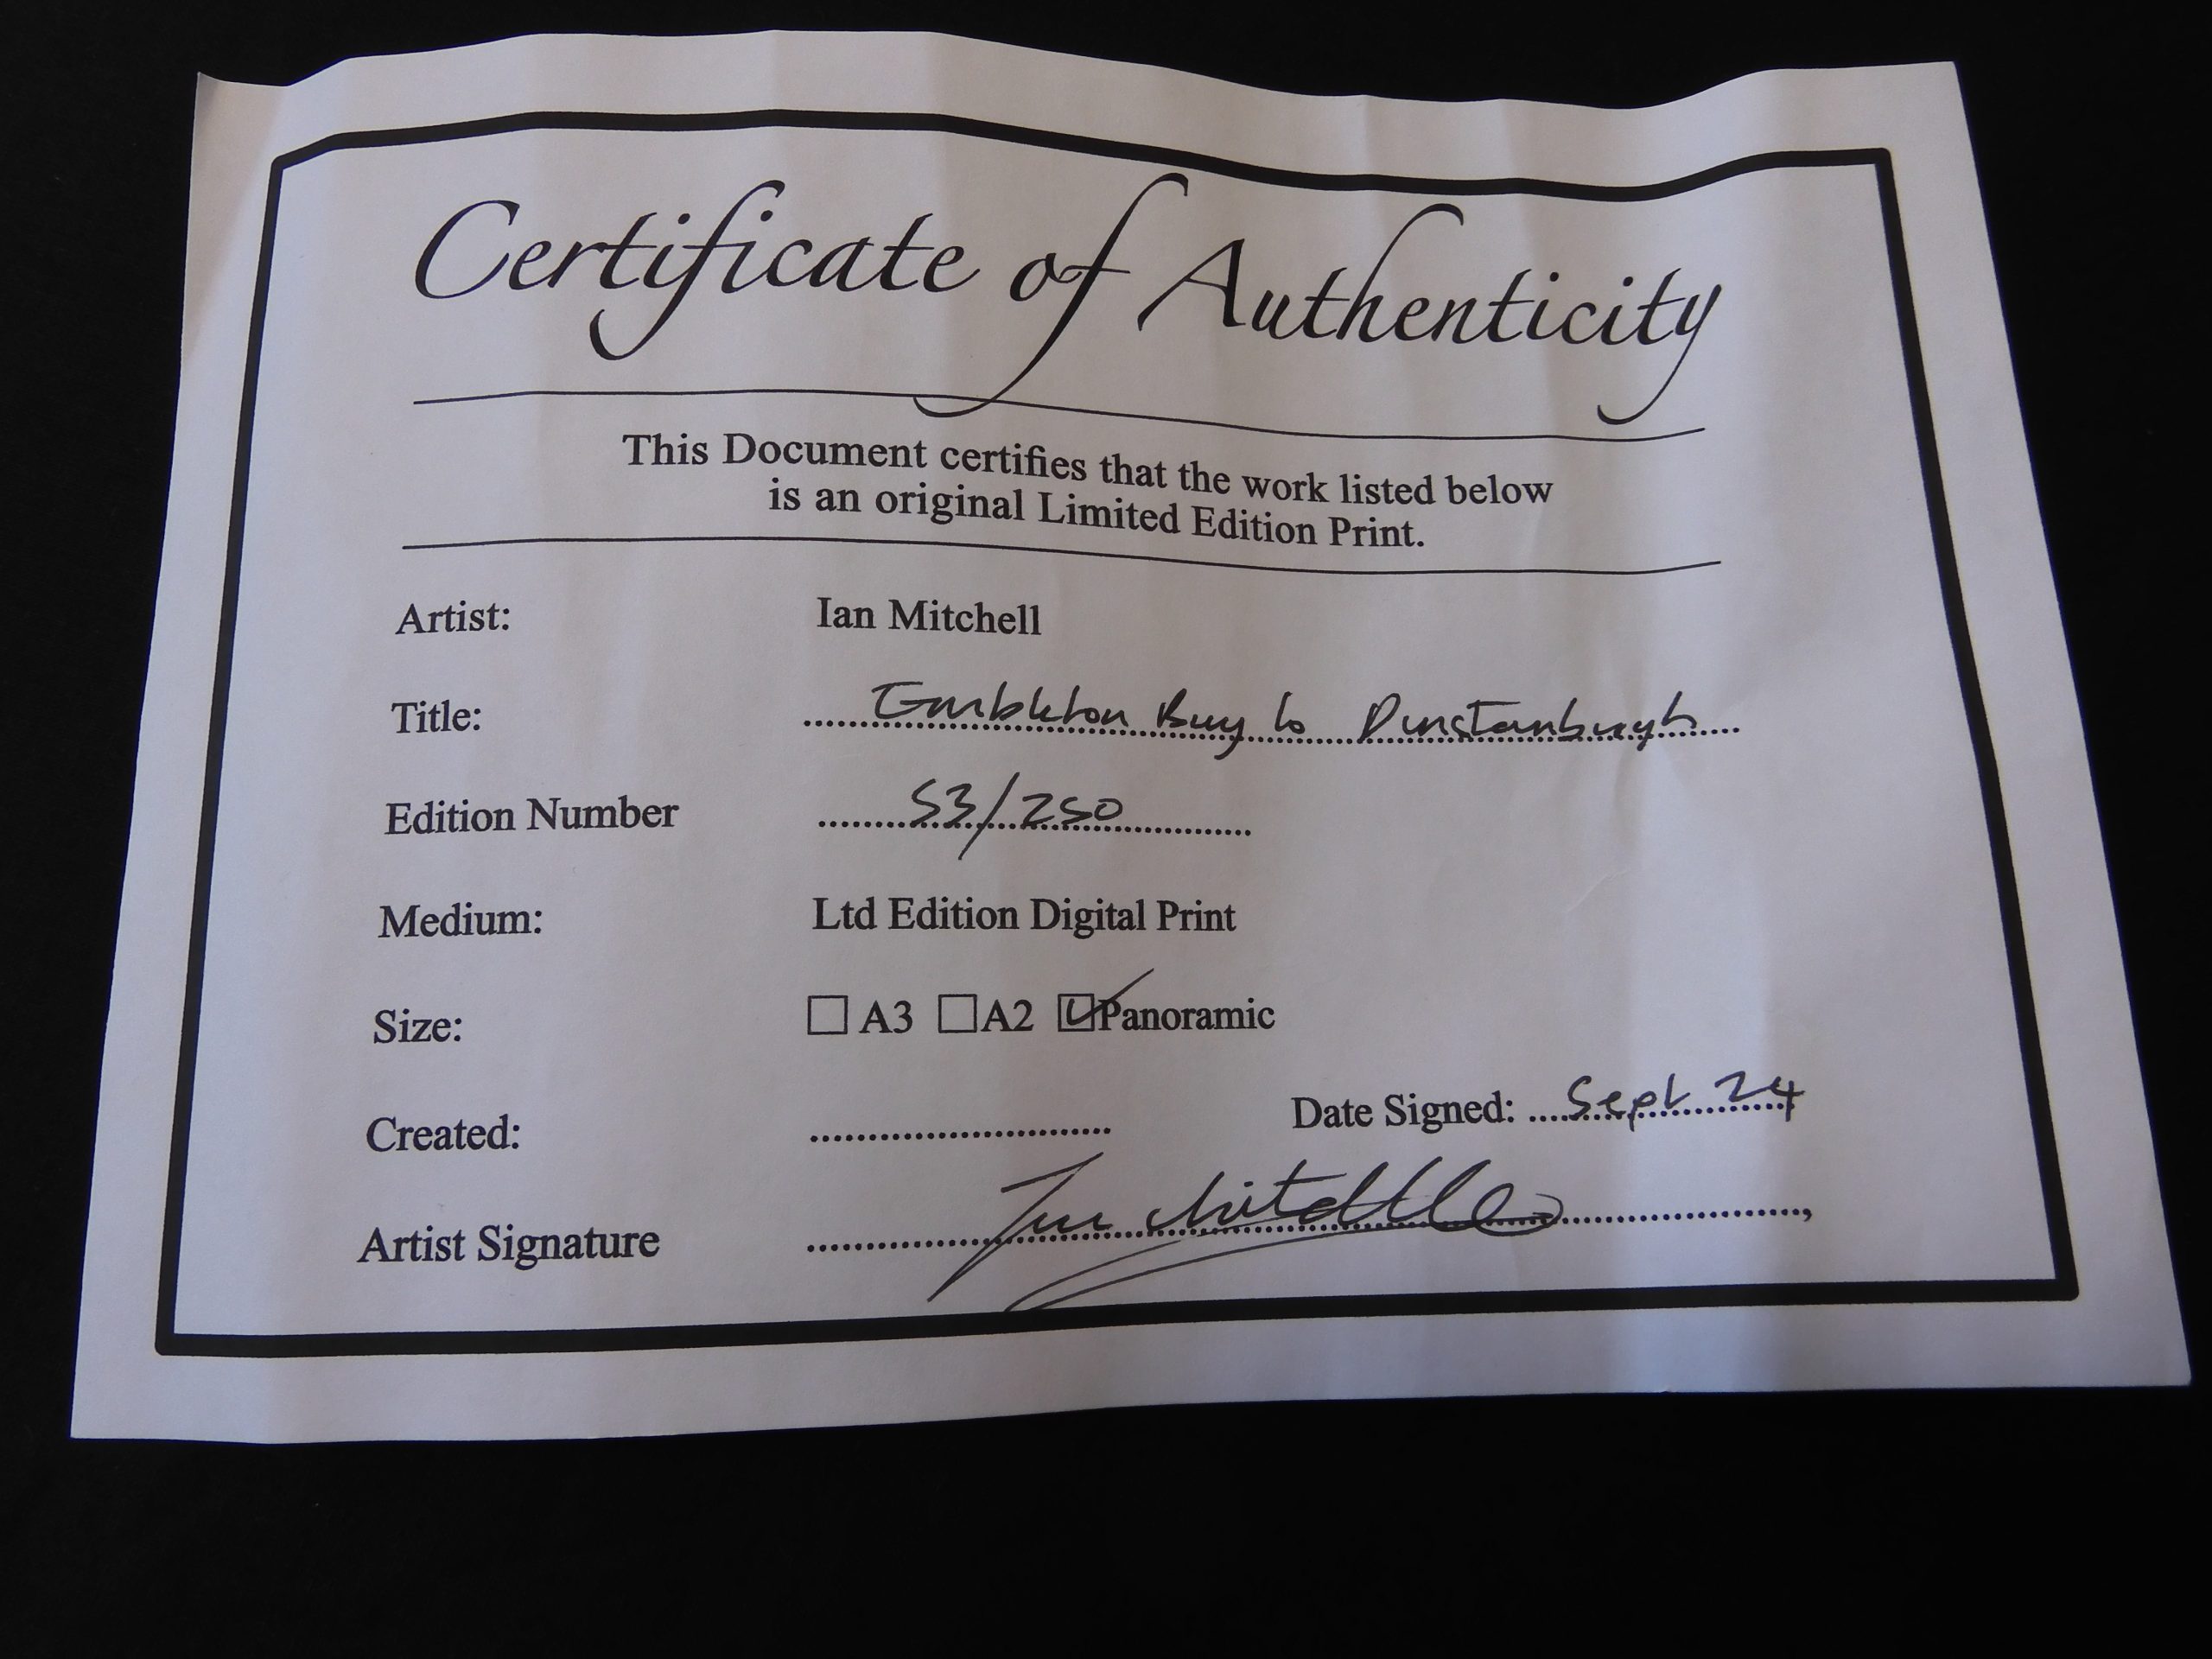 Certificate of Authenticity
This Document certifies that the work listed below
is an original Limited Edition Print.
Artist: Ian Mitchell
Title: Embleton Bay to Dunstanburgh
Edition Number 53/250
Medium: Ltd Edition Digital Print
Size: A3 A2 Panoramic
Created: Date Signed: Sept 24
Artist Signature Ian Mitchell